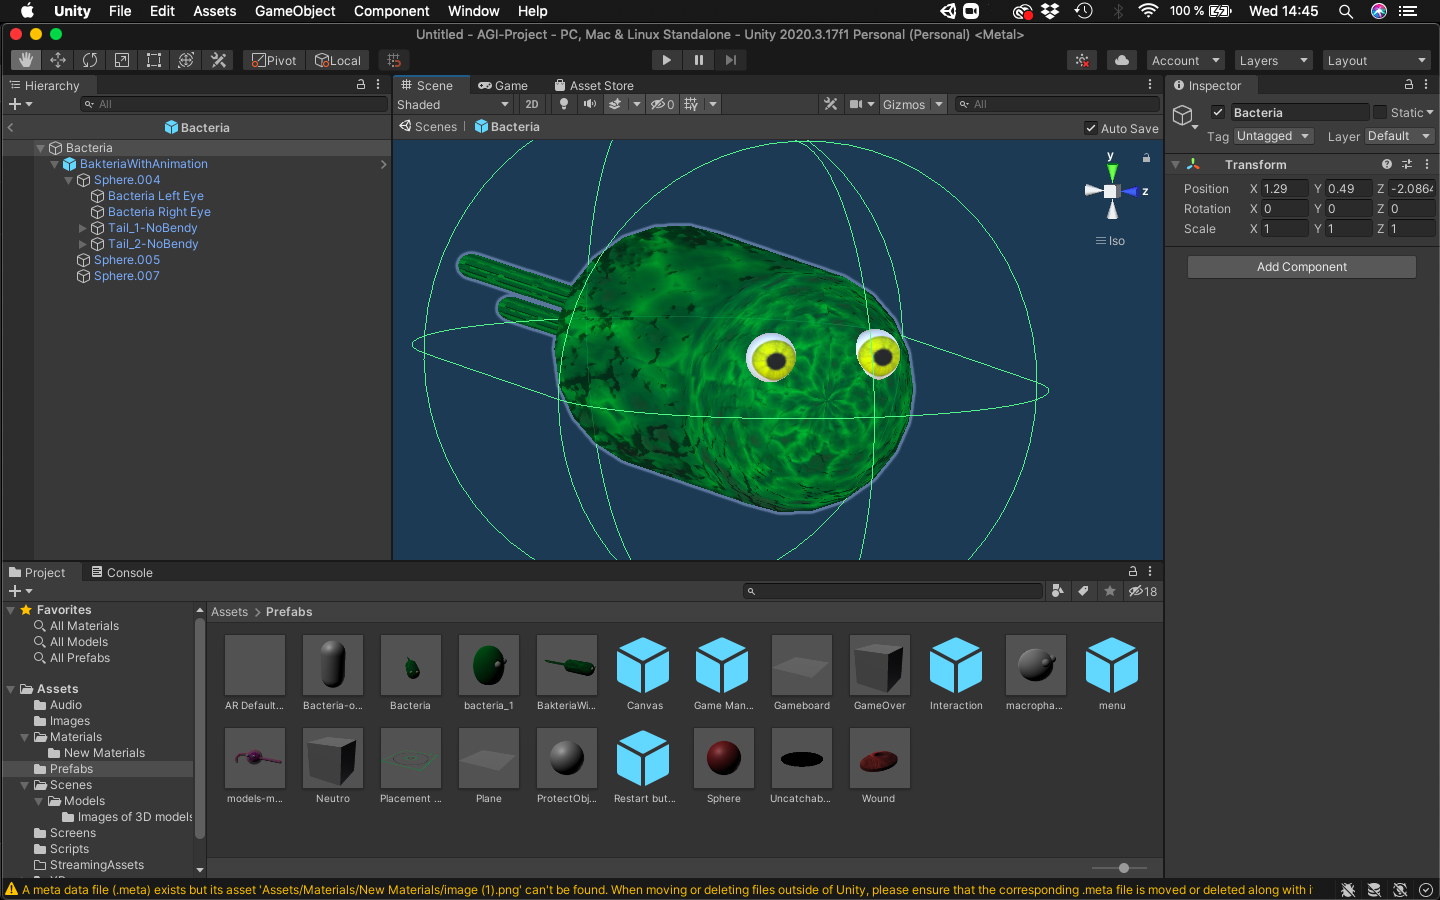 Unity File Edit Assets GameObject Component Window Help
100 % Wed 14:45
Untitled - AGI-Project - PC, Mac & Linux Standalone - Unity 2020.3.17f1 Personal (Personal) <Metal>
Pivot Local Account Layers Layout
Hierarchy
All
Bacteria
Bacteria
BakteriaWithAnimation
Sphere.004
Bacteria Left Eye
Bacteria Right Eye
Tail_1-NoBendy
Tail_2-NoBendy
Sphere.005
Sphere.007
Scene Game Asset Store
Shaded 2D 0 Gizmos All
Scenes Bacteria Auto Save
y
z
Iso
Inspector
Bacteria Static
Tag Untagged Layer Default
Transform
Position X 1.29 Y 0.49 Z -2.0864
Rotation X 0 Y 0 Z 0
Scale X 1 Y 1 Z 1
Add Component
Project Console
18
Favorites
All Materials
All Models
All Prefabs
Assets
Audio
Images
Materials
New Materials
Prefabs
Scenes
Models
Images of 3D models
Screens
Scripts
StreamingAssets
Assets > Prefabs
AR Default... Bacteria-o... Bacteria bacteria_1 BakteriaWi... Canvas Game Man... Gameboard GameOver Interaction macropha... menu
models-m... Neutro Placement ... Plane ProtectObj... Restart but... Sphere Uncatchab... Wound
A meta data file (.meta) exists but its asset 'Assets/Materials/New Materials/image (1).png' can't be found. When moving or deleting files outside of Unity, please ensure that the corresponding .meta file is moved or deleted along with